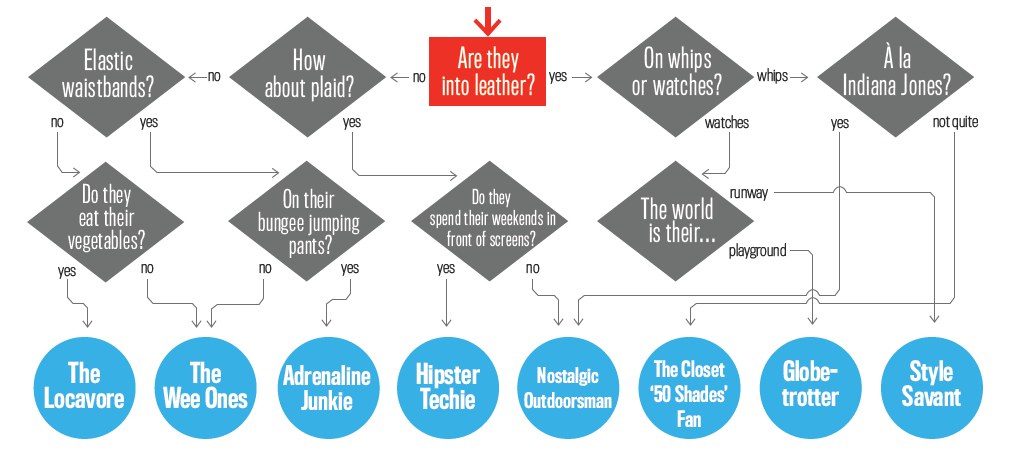 Elastic
waistbands?
no
How
about plaid?
no
Are they
into leather?
yes
On whips
or watches?
whips
À la
Indiana Jones?
no
yes
yes
watches
yes
not quite
Do they
eat their
vegetables?
On their
bungee jumping
pants?
Do they
spend their weekends in
front of screens?
The world
is their...
runway
playground
yes
no
no
yes
yes
no
The
Locavore
The
Wee Ones
Adrenaline
Junkie
Hipster
Techie
Nostalgic
Outdoorsman
The Closet
‘50 Shades’
Fan
Globe-
trotter
Style
Savant